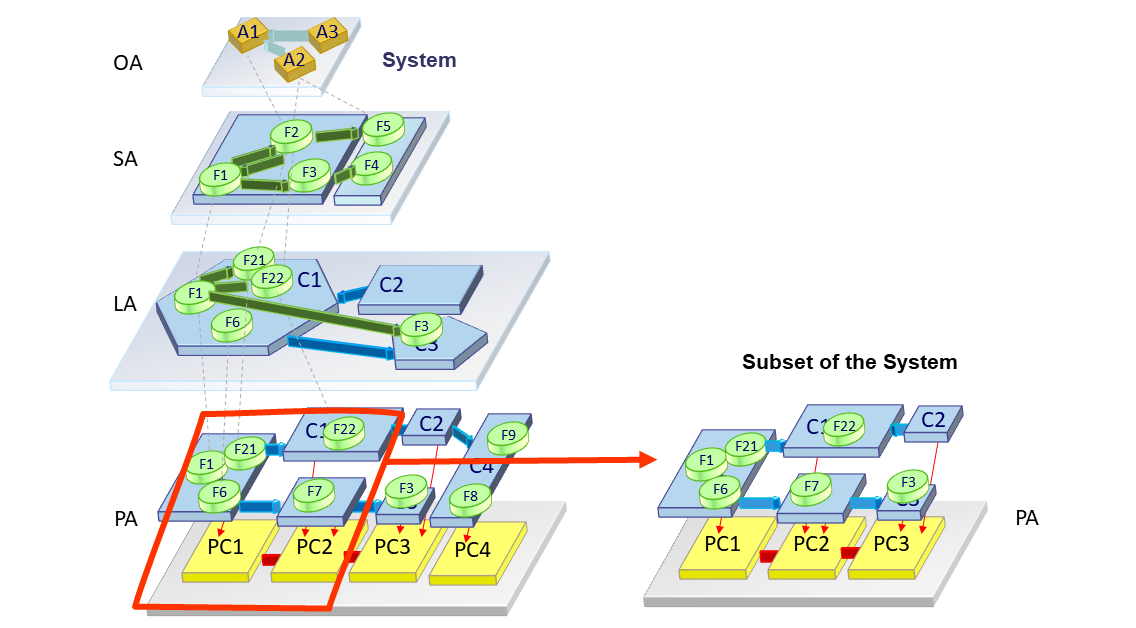 A1
A3
A2
OA
System
SA
F2
F5
F1
F3
F4
LA
F21
F22
C1
C2
F1
F6
F3
C3
Subset of the System
PA
C1
F22
C2
F9
F1
F21
C4
F6
F7
F3
F8
PC1
PC2
PC3
PC4
C1
F22
C2
F1
F21
F6
F7
F3
C3
PC1
PC2
PC3
PA